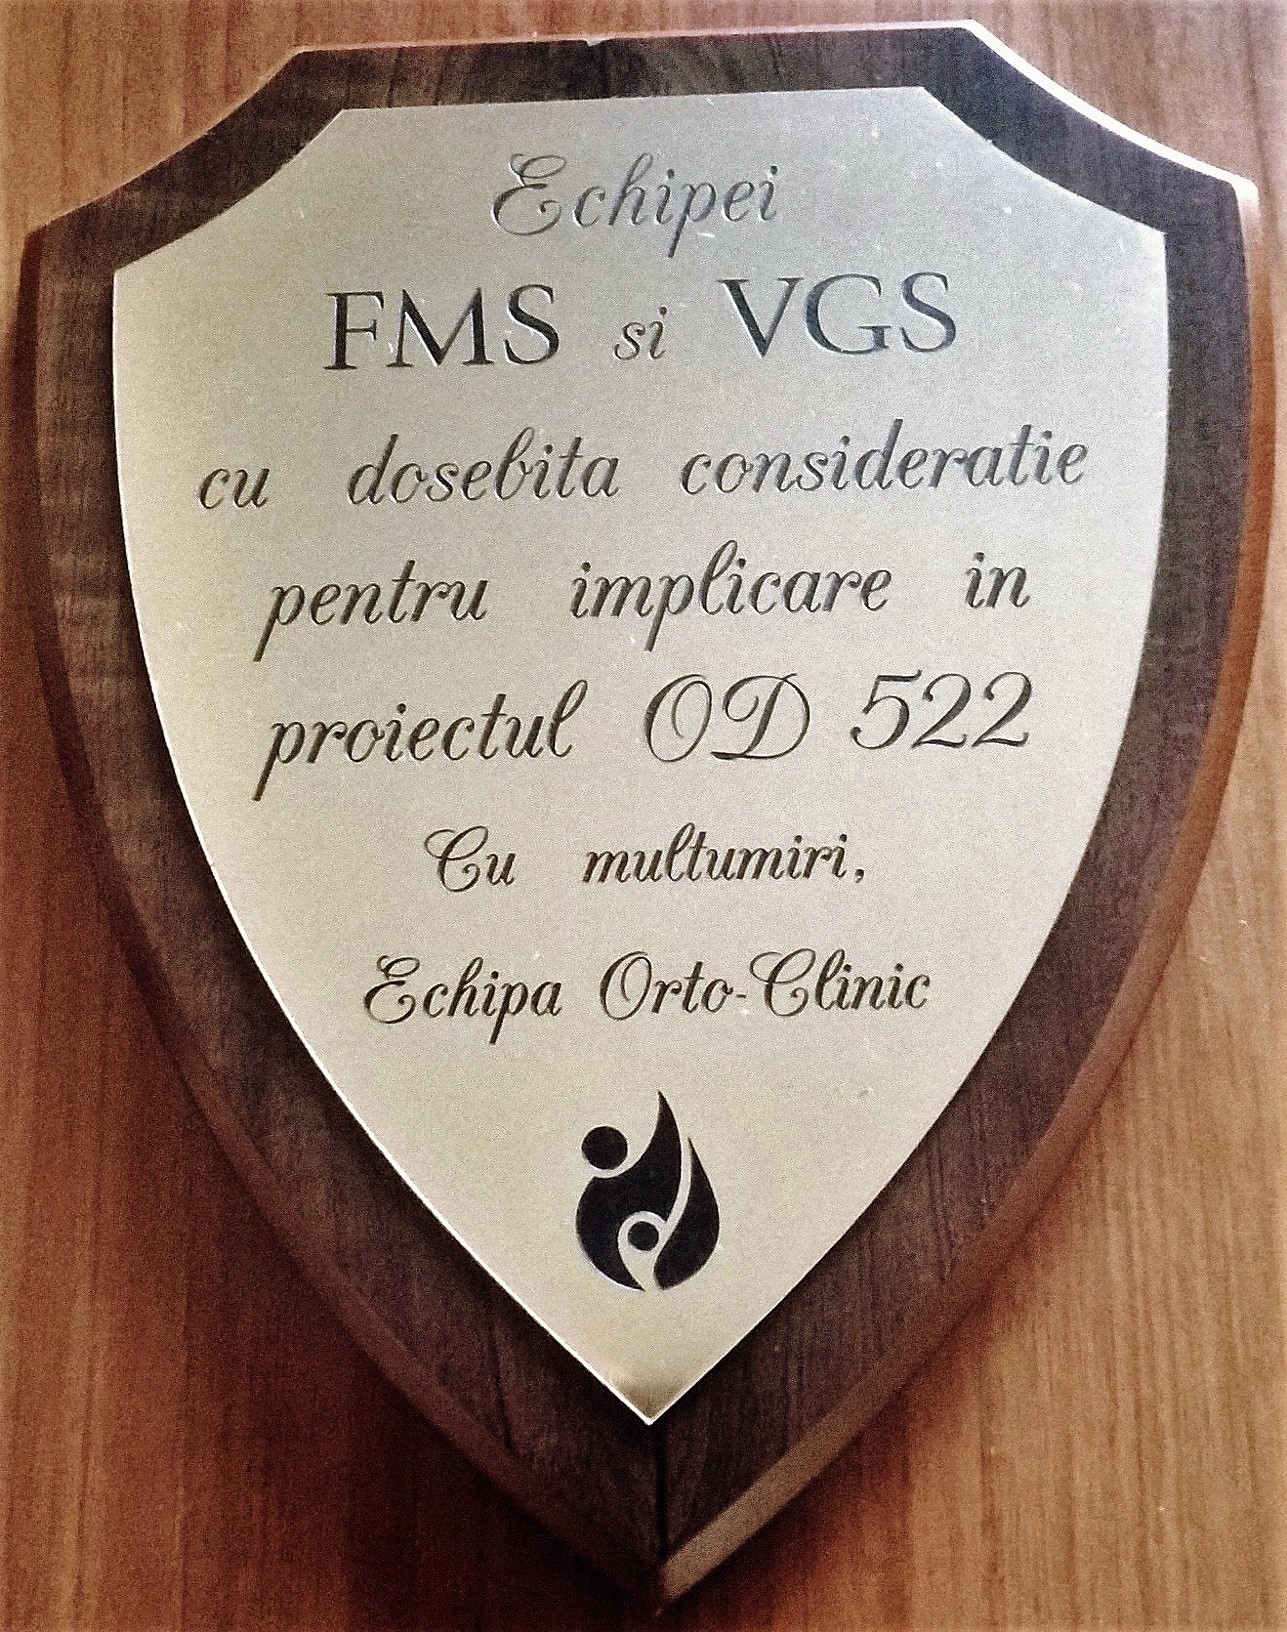 Echipei
FMS si VGS
cu dosebita consideratie
pentru implicare in
proiectul OD 522
Cu multumiri,
Echipa Orto-Clinic